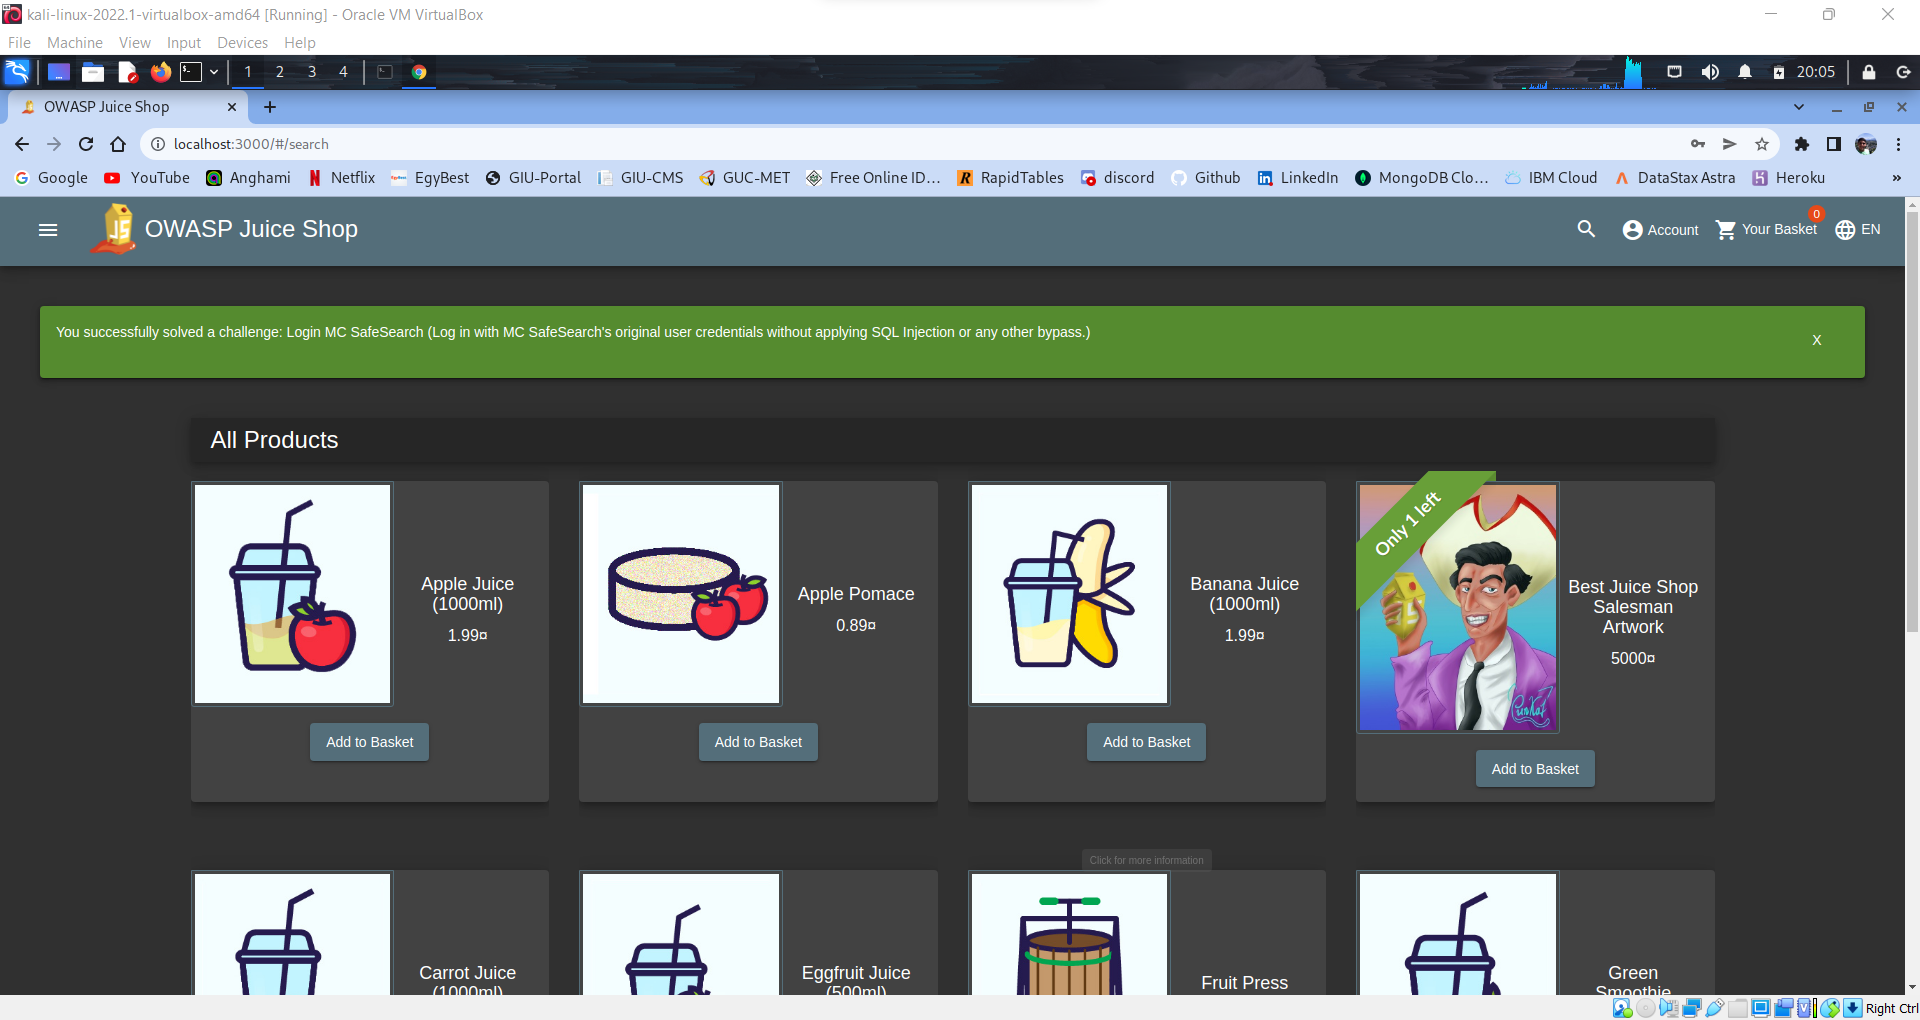 kali-linux-2022.1-virtualbox-amd64 [Running] - Oracle VM VirtualBox
File Machine View Input Devices Help
1 2 3 4 20:05
OWASP Juice Shop
localhost:3000/#/search
Google YouTube Anghami Netflix EgyBest GIU-Portal GIU-CMS GUC-MET Free Online ID... RapidTables discord Github LinkedIn MongoDB Clo... IBM Cloud DataStax Astra Heroku »
OWASP Juice Shop
Account Your Basket 0 EN
You successfully solved a challenge: Login MC SafeSearch (Log in with MC SafeSearch's original user credentials without applying SQL Injection or any other bypass.) X
All Products
Apple Juice
(1000ml)
1.99¤
Add to Basket
Apple Pomace
0.89¤
Add to Basket
Banana Juice
(1000ml)
1.99¤
Add to Basket
Only 1 left
Best Juice Shop
Salesman
Artwork
5000¤
Add to Basket
Click for more information
Carrot Juice
(1000ml)
Eggfruit Juice
(500ml)
Fruit Press
Green
Smoothie
Right Ctrl